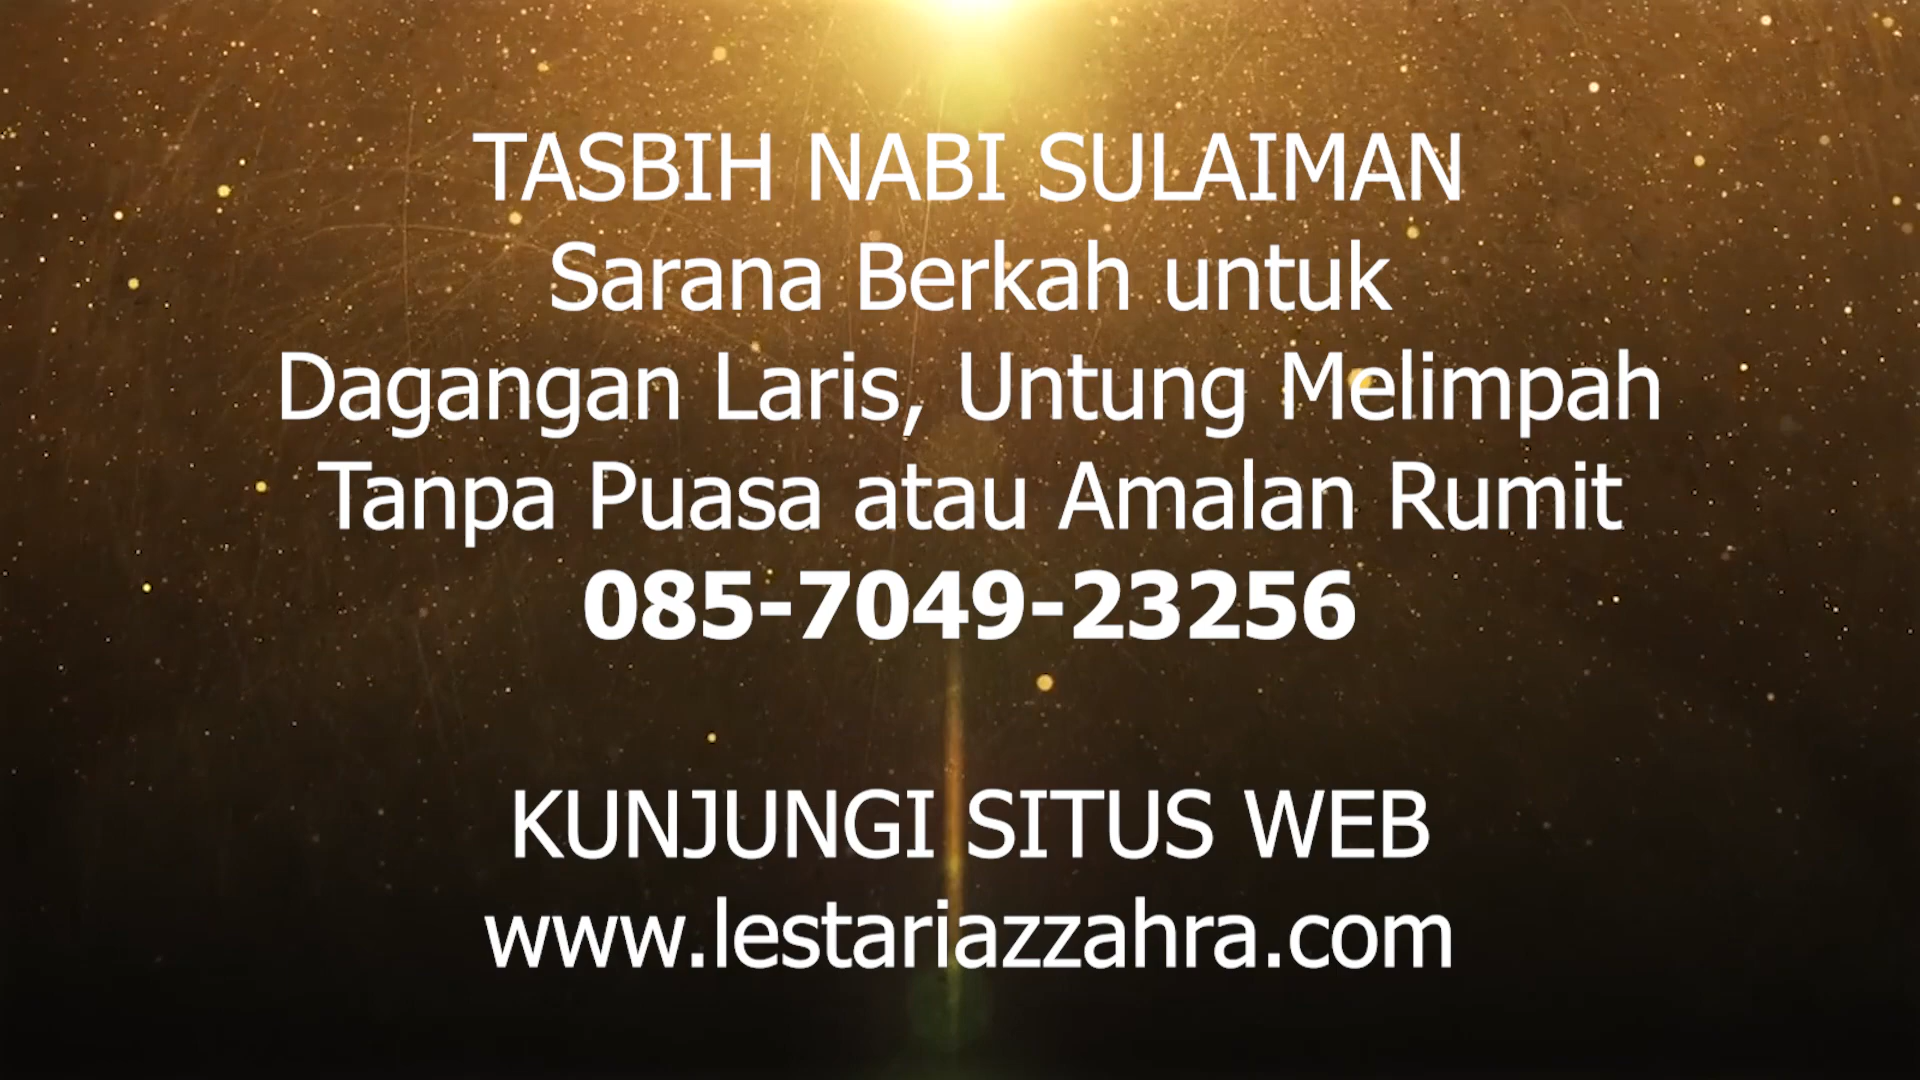 TASBIH NABI SULAIMAN
Sarana Berkah untuk
Dagangan Laris, Untung Melimpah
Tanpa Puasa atau Amalan Rumit
085-7049-23256
KUNJUNGI SITUS WEB
www.lestariazzahra.com